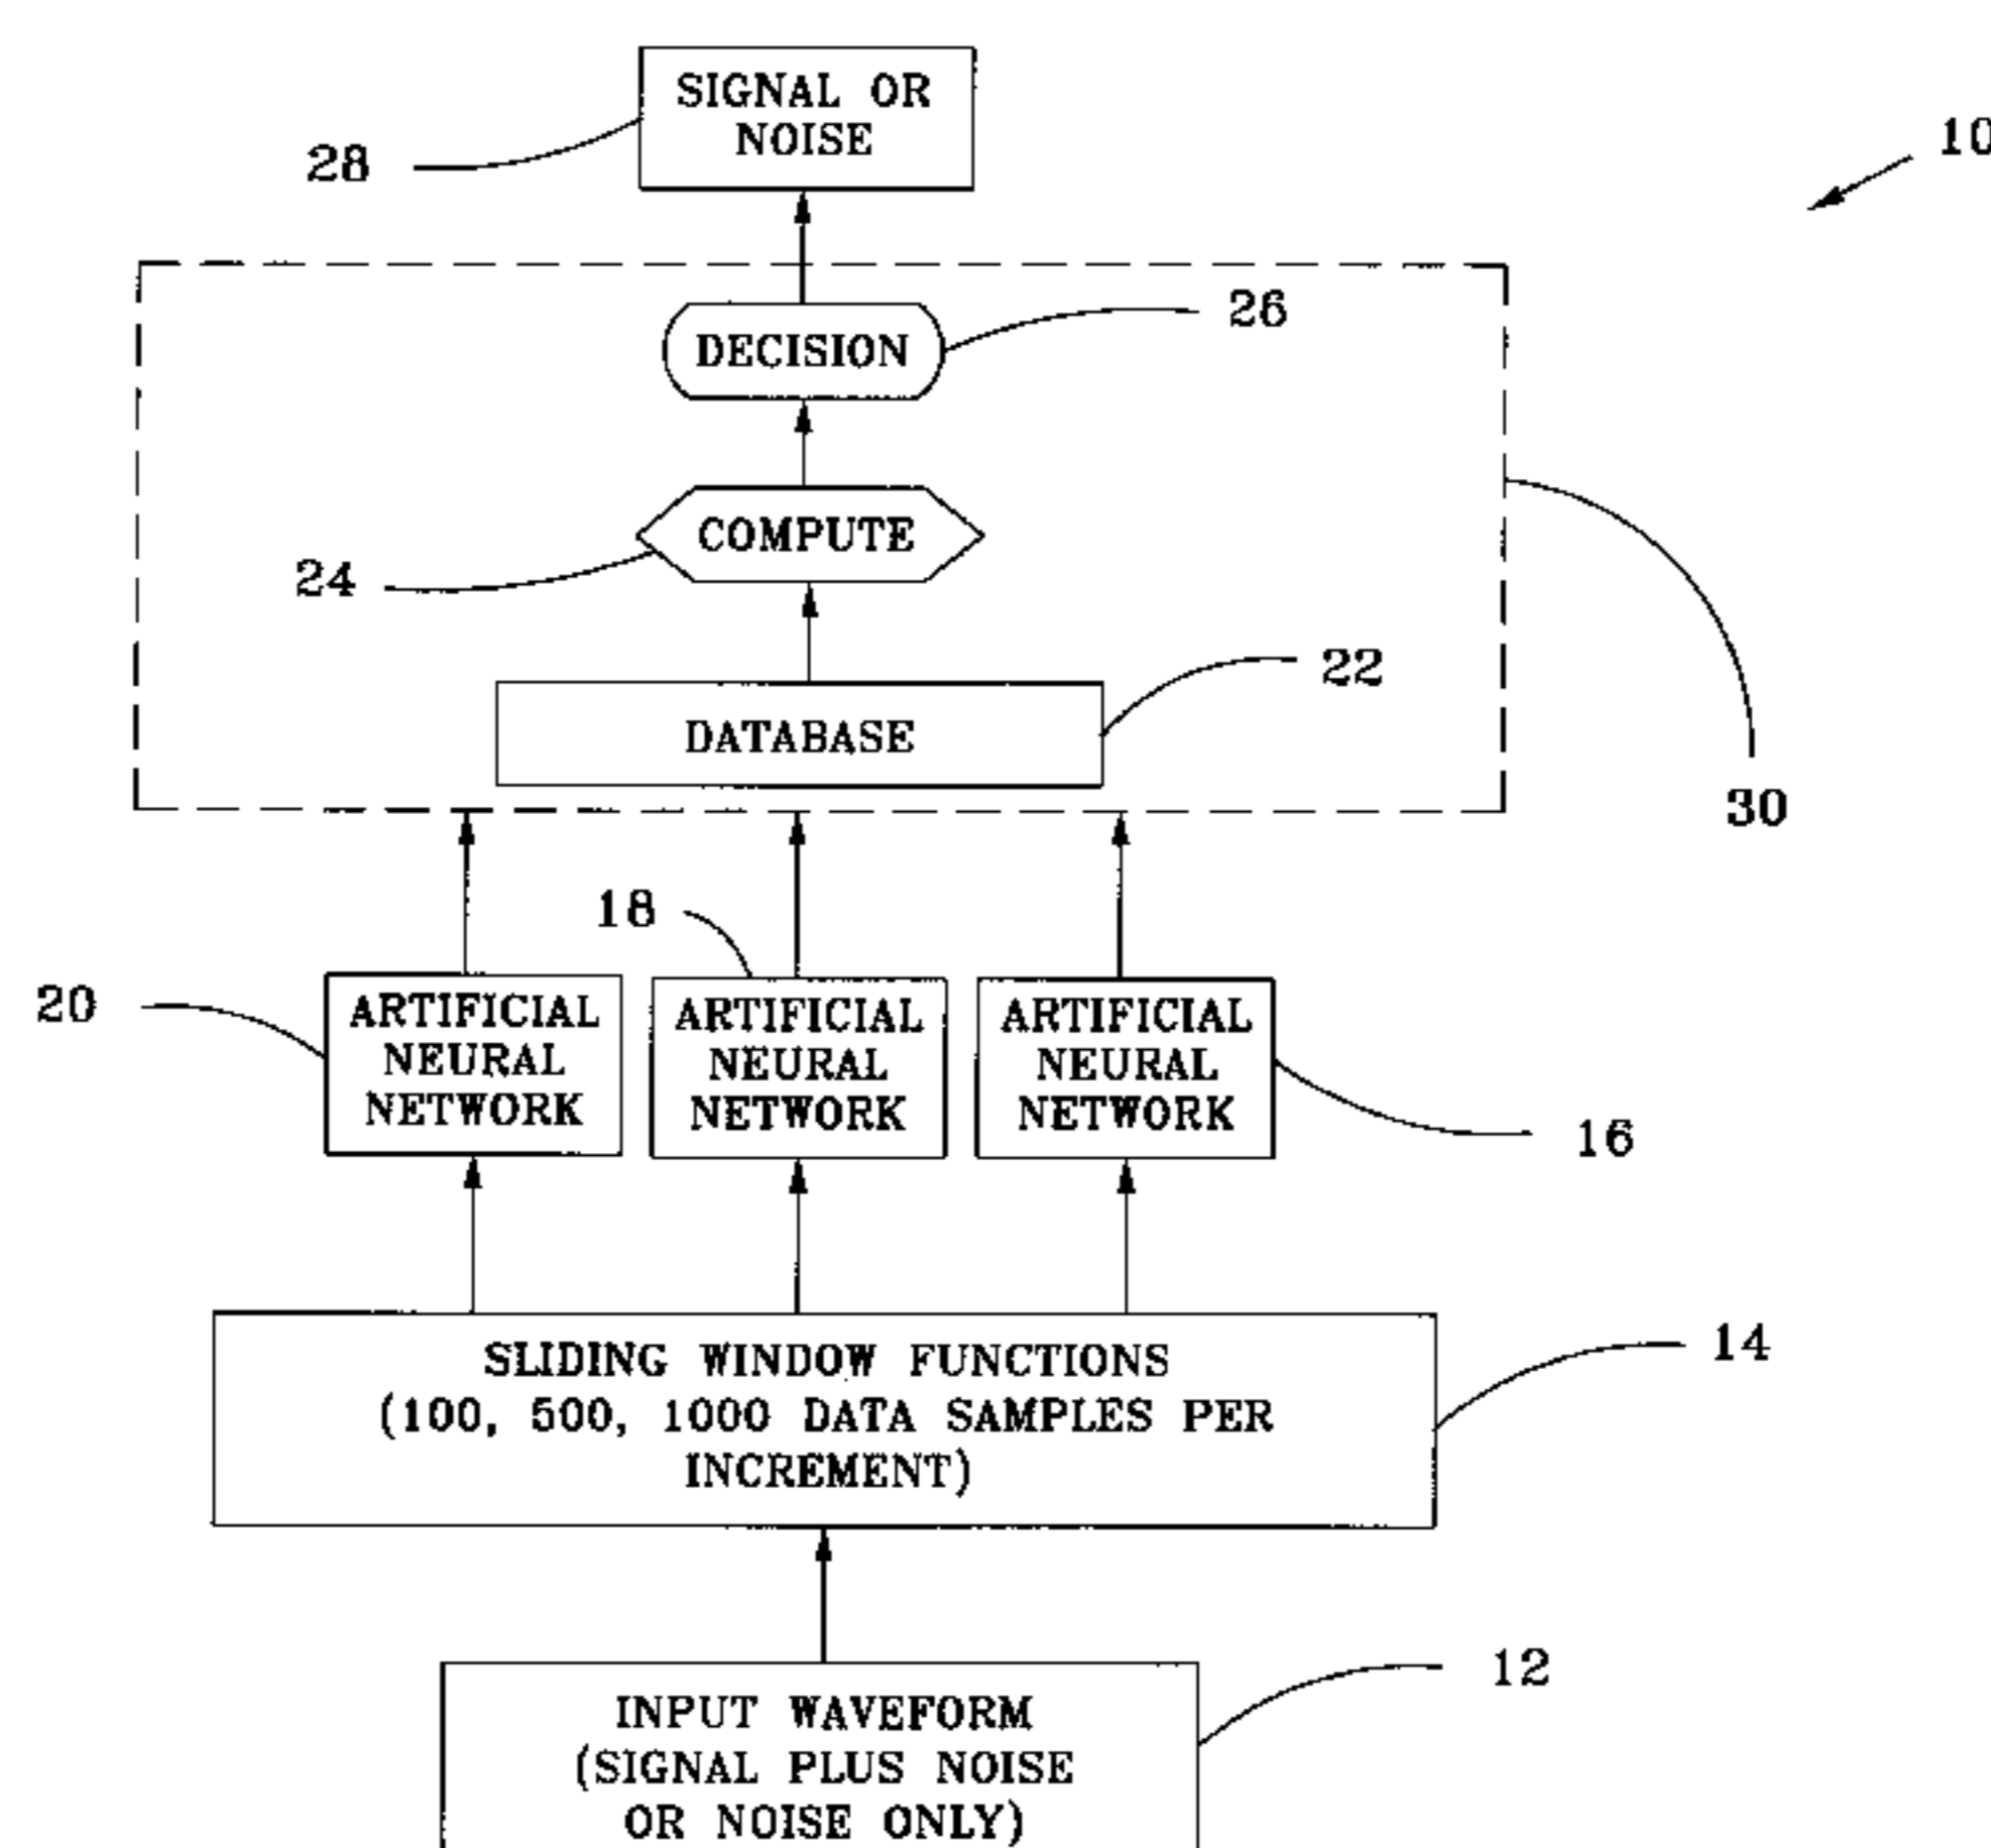 SIGNAL OR
NOISE
28
10
DECISION
26
COMPUTE
24
DATABASE
22
30
18
20
ARTIFICIAL
NEURAL
NETWORK
ARTIFICIAL
NEURAL
NETWORK
ARTIFICIAL
NEURAL
NETWORK
16
SLIDING WINDOW FUNCTIONS
(100, 500, 1000 DATA SAMPLES PER
INCREMENT)
14
INPUT WAVEFORM
(SIGNAL PLUS NOISE
OR NOISE ONLY)
12